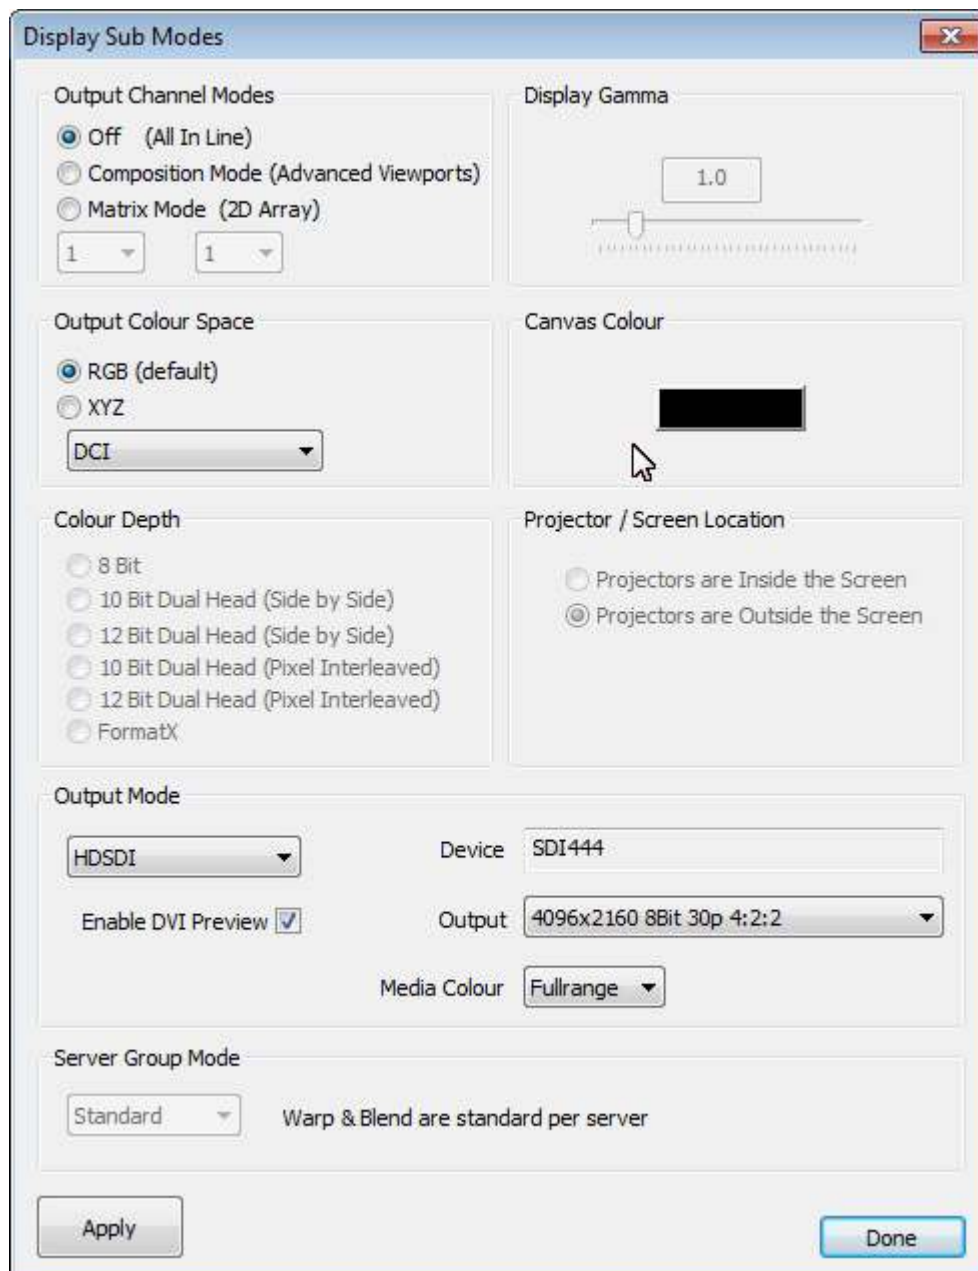 Display Sub Modes
Output Channel Modes
Off (All In Line)
Composition Mode (Advanced Viewports)
Matrix Mode (2D Array)
1 1
Display Gamma
1.0
Output Colour Space
RGB (default)
XYZ
DCI
Canvas Colour
Colour Depth
8 Bit
10 Bit Dual Head (Side by Side)
12 Bit Dual Head (Side by Side)
10 Bit Dual Head (Pixel Interleaved)
12 Bit Dual Head (Pixel Interleaved)
FormatX
Projector / Screen Location
Projectors are Inside the Screen
Projectors are Outside the Screen
Output Mode
HDSDI
Device SDI444
Enable DVI Preview
Output 4096x2160 8Bit 30p 4:2:2
Media Colour Fullrange
Server Group Mode
Standard Warp & Blend are standard per server
Apply
Done